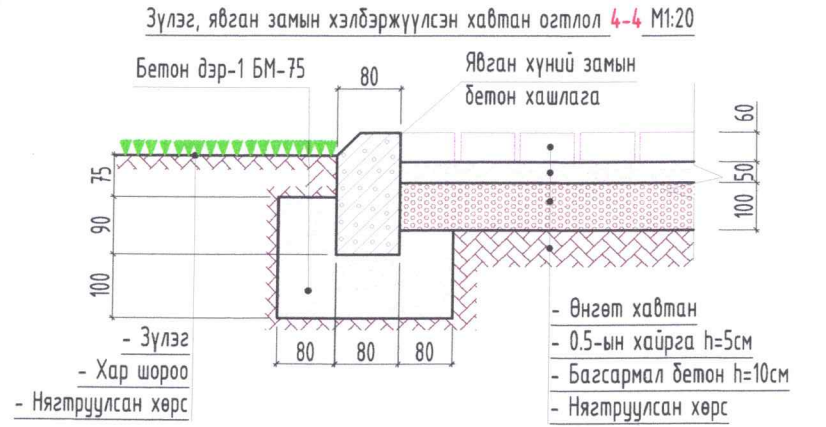 Зүлэг, явган замын хэлбэржүүлсэн хавтан огтлол 4-4 М1:20
Бетон дэр-1 БМ-75
80
Явган хүний замын
бетон хашлага
60
50
100
75
90
100
80
80
80
- Зүлэг
- Хар шороо
- Нягтруулсан хөрс
- Өнгөт хавтан
- 0.5-ын хайрга h=5см
- Багсармал бетон h=10см
- Нягтруулсан хөрс